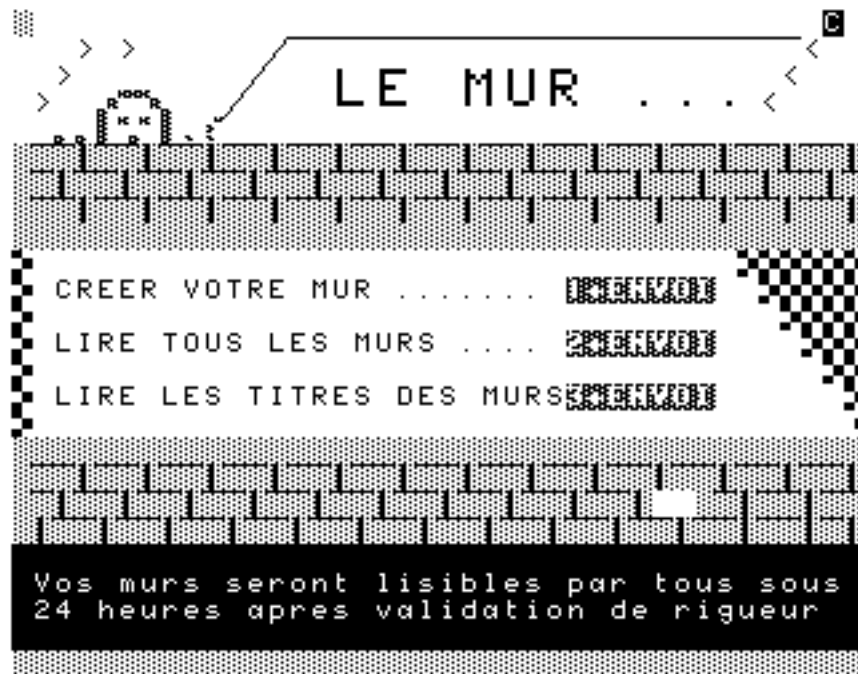 C
LE MUR ...
CREER VOTRE MUR .......
LIRE TOUS LES MURS ....
LIRE LES TITRES DES MURS
Vos murs seront lisibles par tous sous
24 heures apres validation de rigueur